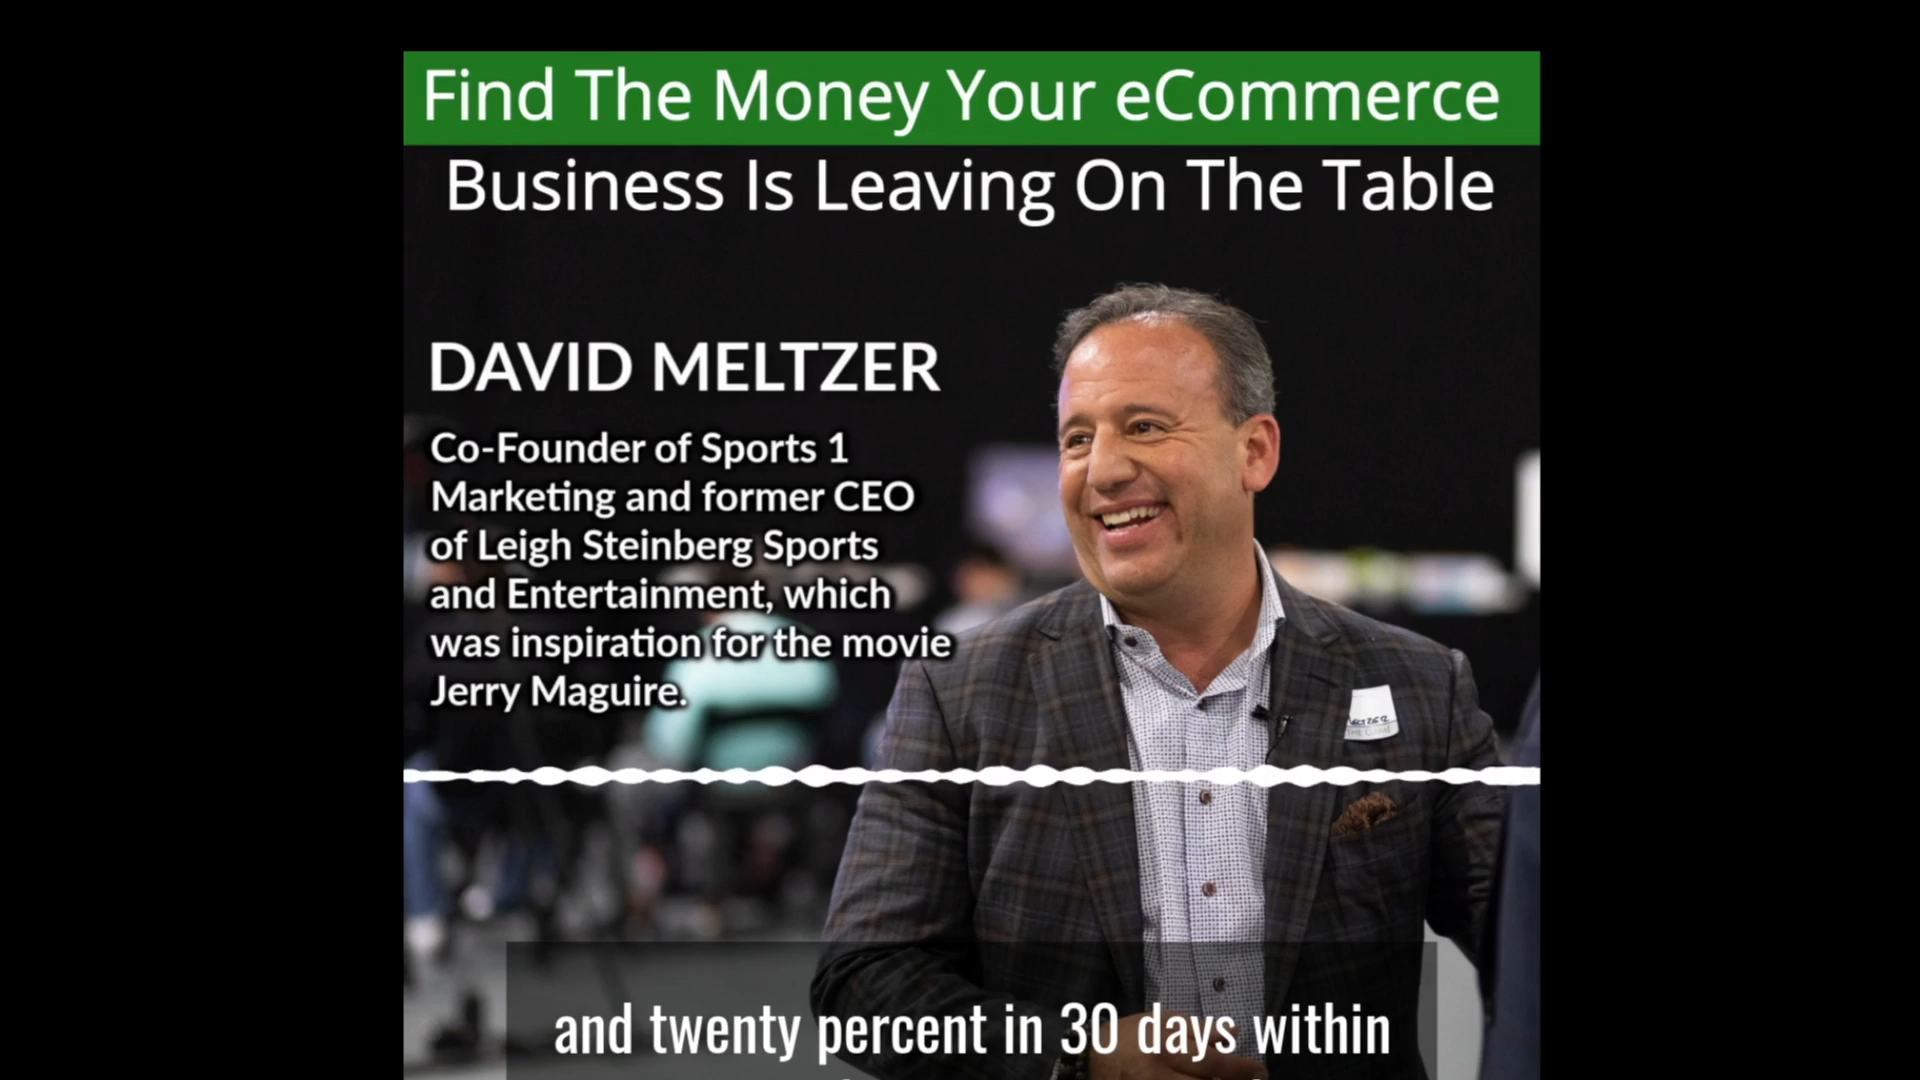 Find The Money Your eCommerce
Business Is Leaving On The Table
DAVID MELTZER
Co-Founder of Sports 1
Marketing and former CEO
of Leigh Steinberg Sports
and Entertainment, which
was inspiration for the movie
Jerry Maguire.
MELTZER
and twenty percent in 30 days within